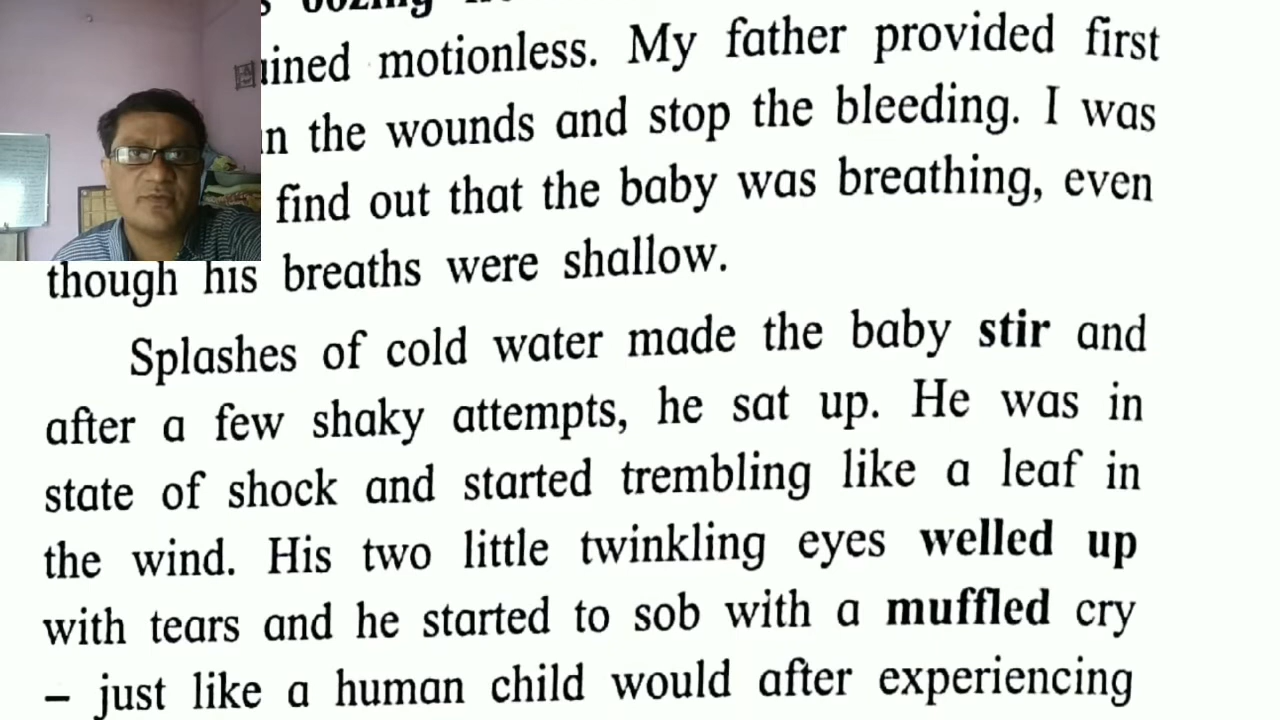 oozing
ined motionless. My father provided first
n the wounds and stop the bleeding. I was
find out that the baby was breathing, even
though his breaths were shallow.
Splashes of cold water made the baby stir and
after a few shaky attempts, he sat up. He was in
state of shock and started trembling like a leaf in
the wind. His two little twinkling eyes welled up
with tears and he started to sob with a muffled cry
– just like a human child would after experiencing